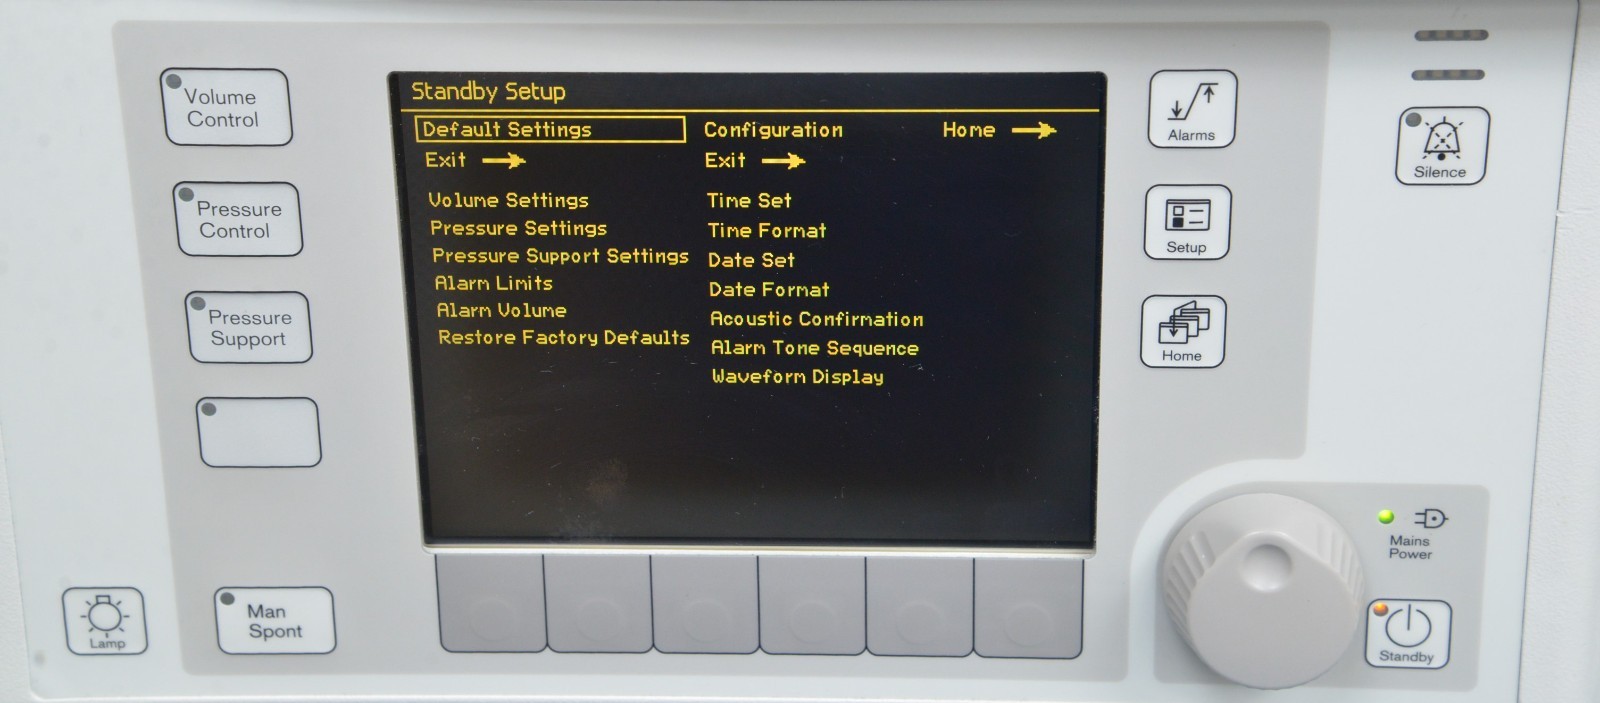 Volume
Control
Pressure
Control
Pressure
Support
Man
Spont
Lamp
Standby Setup
Default Settings
Exit
Volume Settings
Pressure Settings
Pressure Support Settings
Alarm Limits
Alarm Volume
Restore Factory Defaults
Configuration
Exit
Time Set
Time Format
Date Set
Date Format
Acoustic Confirmation
Alarm Tone Sequence
Waveform Display
Home
Alarms
Setup
Home
Silence
Mains
Power
Standby